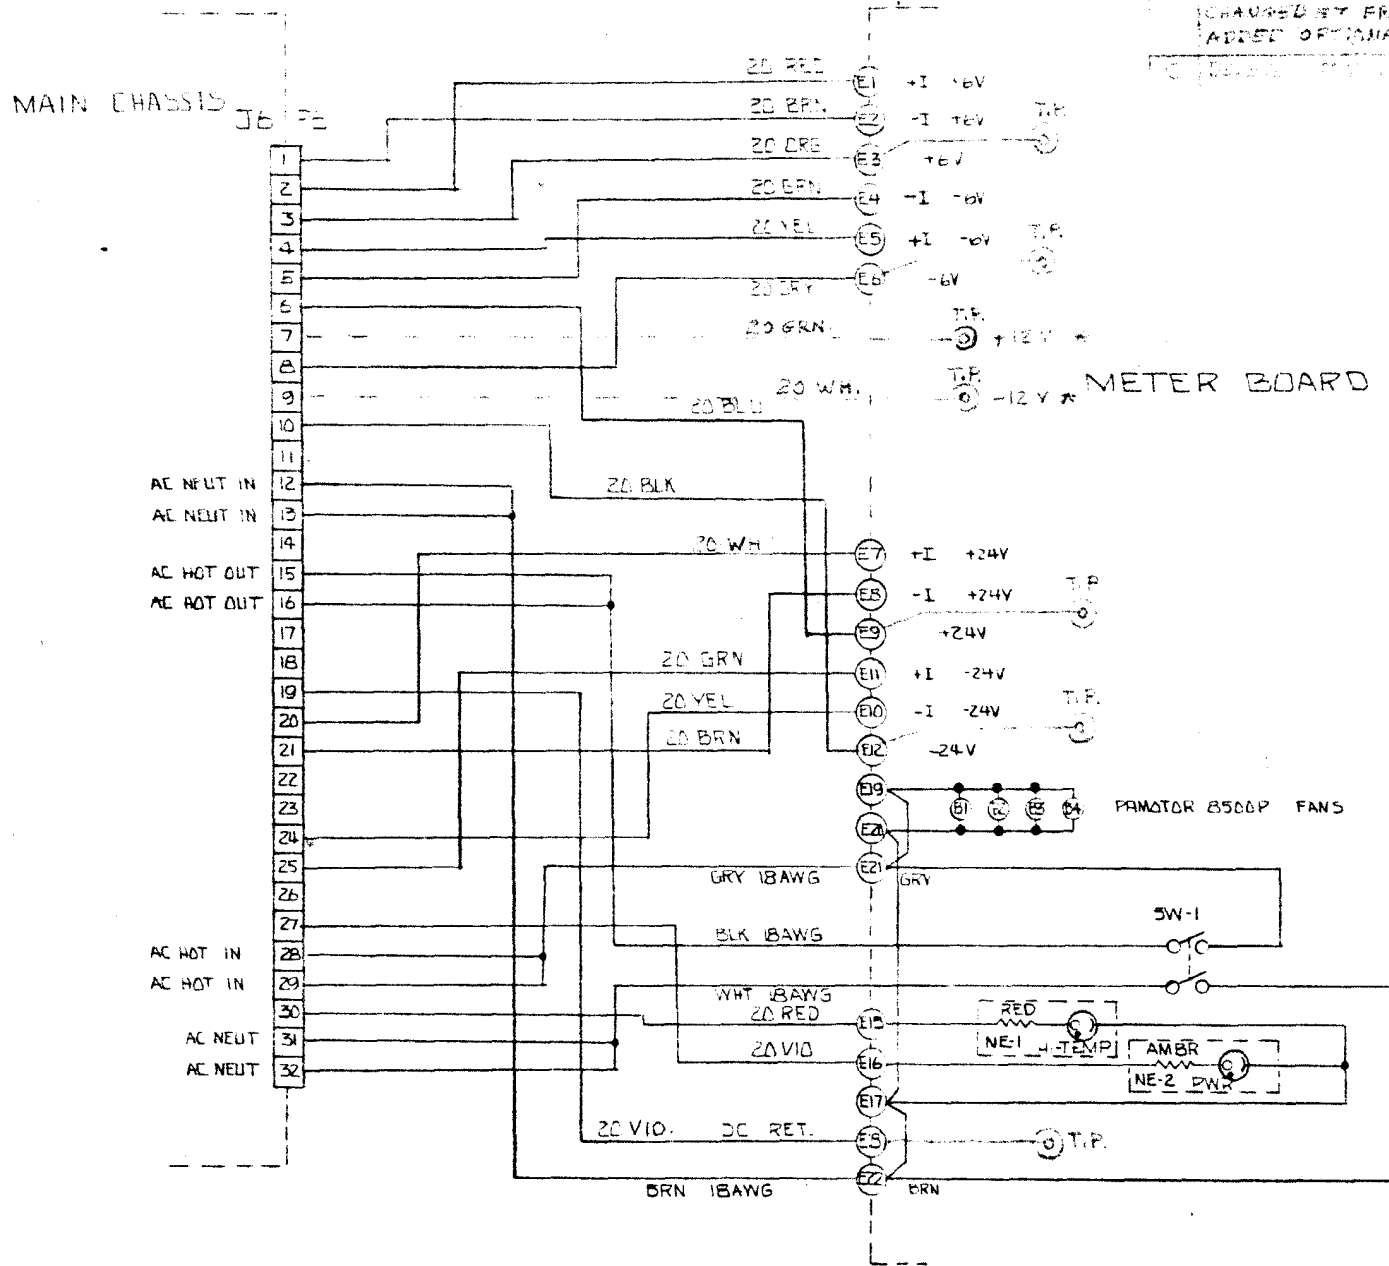 CHANGED
ADDED
MAIN CHASSIS
J6
20 RED E1 +I +6V
20 BRN E2 -I +6V T.P.
20 ORG E3 +6V
20 BRN E4 -I -6V
20 YEL E5 +I -6V T.P.
20 GRY E6 -6V
20 GRN. T.P. +12 V *
20 WH. T.P. -12 V *
METER BOARD
20 BLU
20 BLK
1
2
3
4
5
6
7
8
9
10
11
AC NEUT IN 12
AC NEUT IN 13
14
AC HOT OUT 15
AC HOT OUT 16
17
18
19
20
21
22
23
24
25
26
27
AC HOT IN 28
AC HOT IN 29
30
AC NEUT 31
AC NEUT 32
20 WH E7 +I +24V
E8 -I +24V T.P.
E9 +24V
20 GRN E11 +I -24V
20 YEL E10 -I -24V T.P.
20 BRN E12 -24V
E19 B1 B2 B3 B4 PAMOTOR 8500P FANS
E20
GRY 18AWG E21 GRY
SW-1
BLK 18AWG
WHT 18AWG
20 RED E15 RED
NE-1 HI-TEMP
20 VIO E16 AMBR
NE-2 PWR
E17
20 VIO. DC RET. T.P.
BRN 18AWG E22 BRN